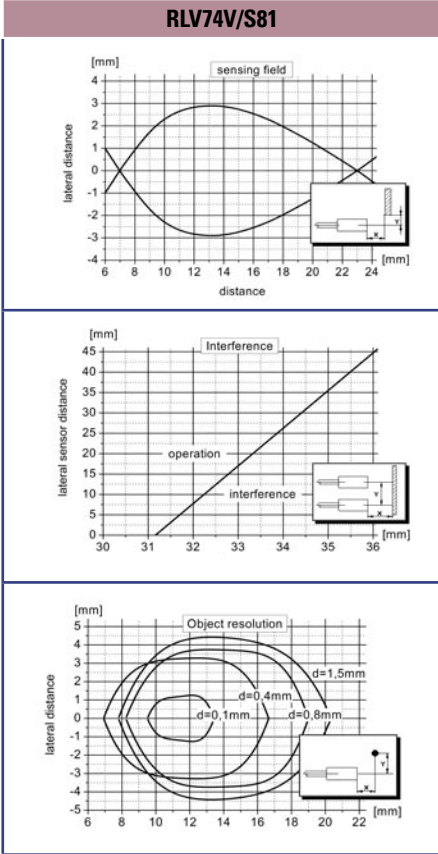 RLV74V/S81
[mm]
sensing field
4
3
2
1
0
-1
-2
-3
-4
lateral distance
6 8 10 12 14 16 18 20 22 24
[mm]
distance
Y
X
[mm]
Interference
45
40
35
30
25
20
15
10
5
0
lateral sensor distance
operation
interference
30 31 32 33 34 35 36
[mm]
Y
X
[mm]
Object resolution
5
4
3
2
1
0
-1
-2
-3
-4
-5
lateral distance
d=1,5mm
d=0,4mm
d=0,1mm
d=0,8mm
6 8 10 12 14 16 18 20 22
[mm]
Y
X